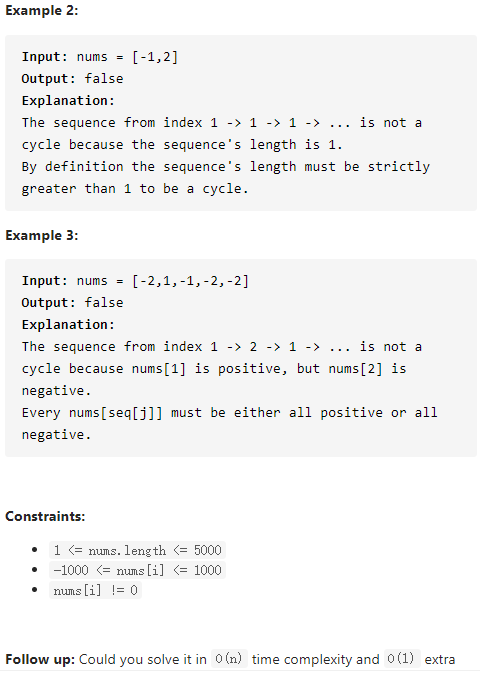 Example 2:
Input: nums = [-1,2]
Output: false
Explanation:
The sequence from index 1 -> 1 -> 1 -> ... is not a
cycle because the sequence's length is 1.
By definition the sequence's length must be strictly
greater than 1 to be a cycle.
Example 3:
Input: nums = [-2,1,-1,-2,-2]
Output: false
Explanation:
The sequence from index 1 -> 2 -> 1 -> ... is not a
cycle because nums[1] is positive, but nums[2] is
negative.
Every nums[seq[j]] must be either all positive or all
negative.
Constraints:
• 1 <= nums.length <= 5000
• -1000 <= nums[i] <= 1000
• nums[i] != 0
Follow up: Could you solve it in O(n) time complexity and O(1) extra